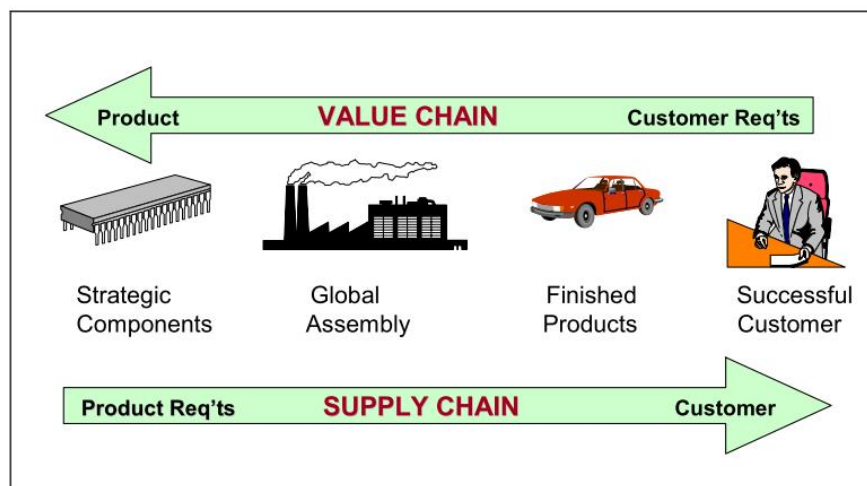 Product VALUE CHAIN Customer Req'ts
Strategic
Components
Global
Assembly
Finished
Products
Successful
Customer
Product Req'ts SUPPLY CHAIN Customer